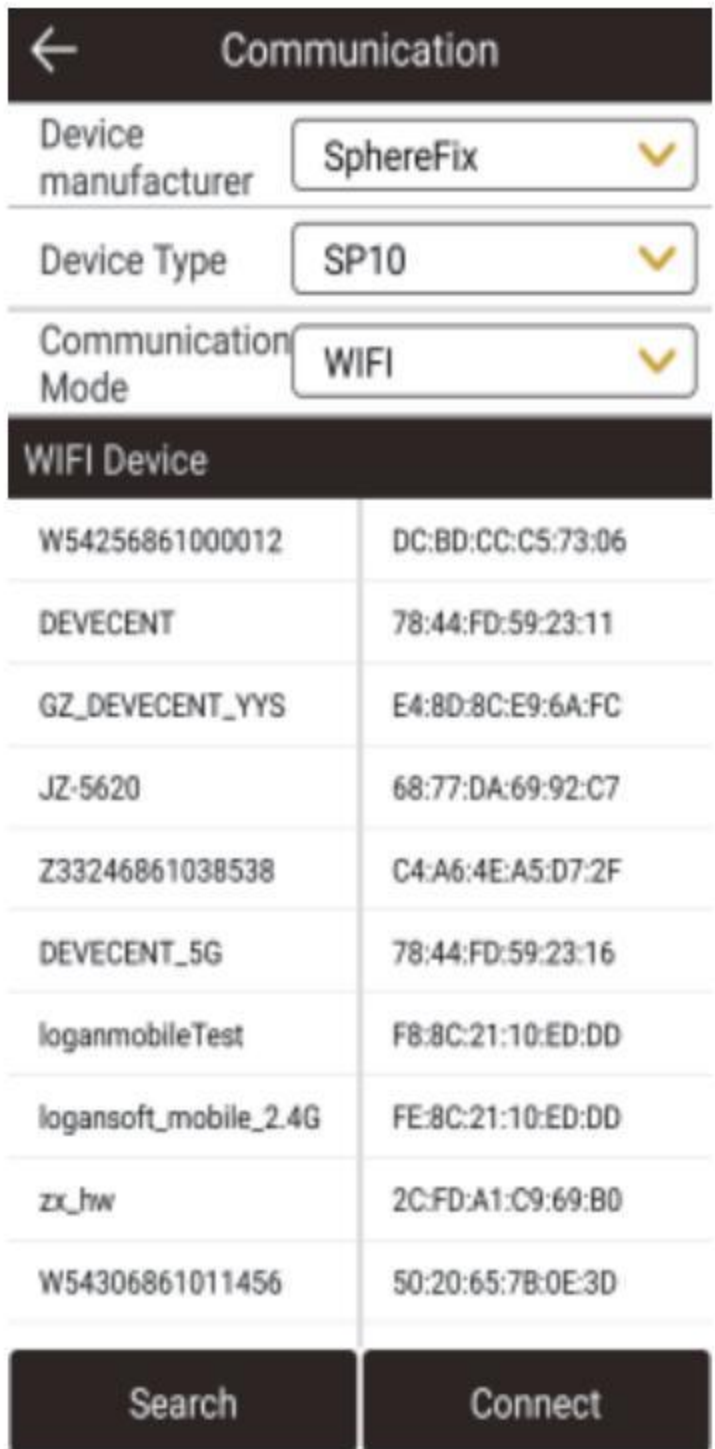 Communication
Device
manufacturer
SphereFix
Device Type
SP10
Communication
Mode
WIFI
WIFI Device
W54256861000012 DC:BD:CC:C5:73:06
DEVECENT 78:44:FD:59:23:11
GZ_DEVECENT_YYS E4:8D:8C:E9:6A:FC
JZ-5620 68:77:DA:69:92:C7
Z33246861038538 C4:A6:4E:A5:D7:2F
DEVECENT_5G 78:44:FD:59:23:16
loganmobileTest F8:8C:21:10:ED:DD
logansoft_mobile_2.4G FE:8C:21:10:ED:DD
zx_hw 2C:FD:A1:C9:69:B0
W54306861011456 50:20:65:7B:0E:3D
Search Connect